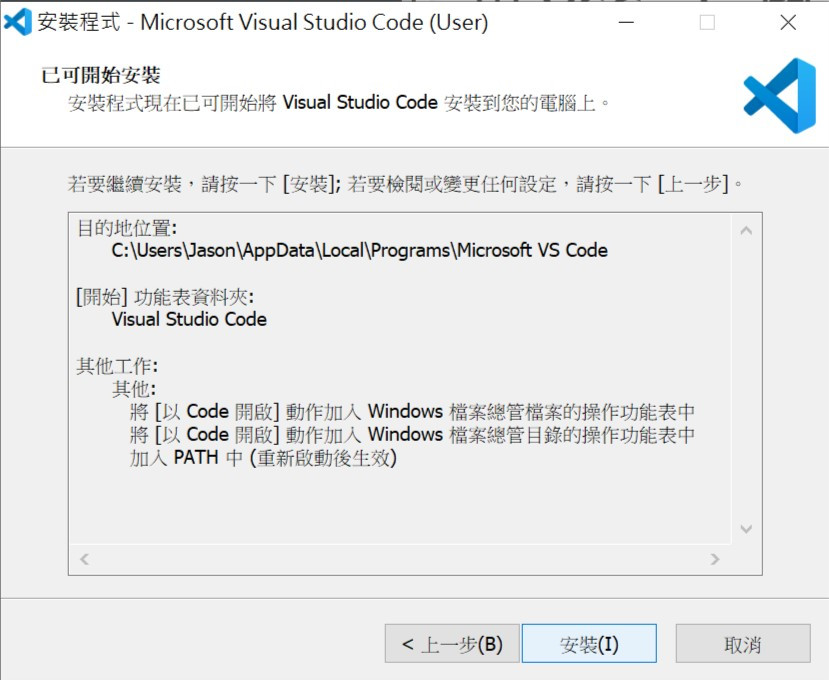 安裝程式 - Microsoft Visual Studio Code (User)
已可開始安裝
安裝程式現在已可開始將 Visual Studio Code 安裝到您的電腦上。
若要繼續安裝，請按一下 [安裝]; 若要檢閱或變更任何設定，請按一下 [上一步]。
目的地位置:
C:\Users\Jason\AppData\Local\Programs\Microsoft VS Code
[開始] 功能表資料夾:
Visual Studio Code
其他工作:
其他:
將 [以 Code 開啟] 動作加入 Windows 檔案總管檔案的操作功能表中
將 [以 Code 開啟] 動作加入 Windows 檔案總管目錄的操作功能表中
加入 PATH 中 (重新啟動後生效)
< 上一步(B)
安裝(I)
取消